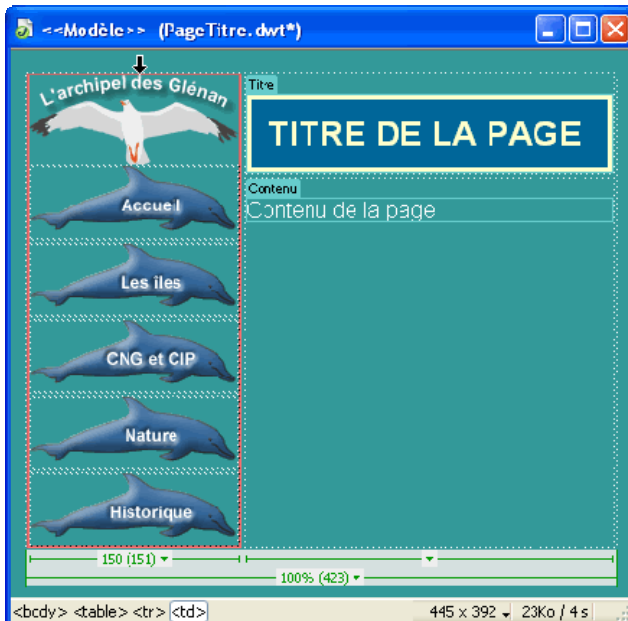 <<Modèle>> (PageTitre.dwt*)
L'archipel des Glénan
Titre
TITRE DE LA PAGE
Contenu
Contenu de la page
Accueil
Les îles
CNG et CIP
Nature
Historique
150 (151)
100% (423)
<body> <table> <tr> <td>
445 x 392
23Ko / 4 s